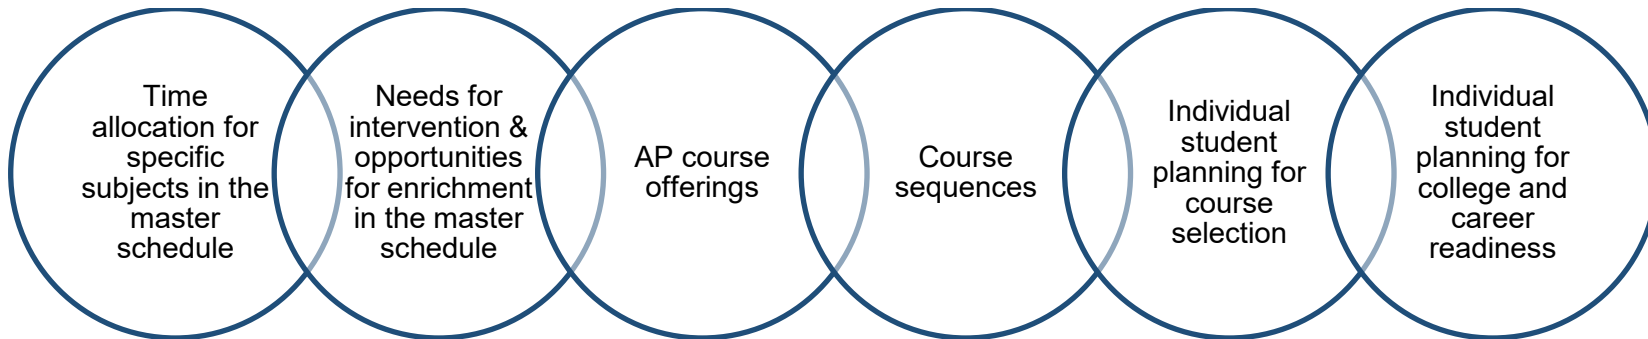 Time
allocation for
specific
subjects in the
master
schedule
Needs for
intervention &
opportunities
for enrichment
in the master
schedule
AP course
offerings
Course
sequences
Individual
student
planning for
course
selection
Individual
student
planning for
college and
career
readiness